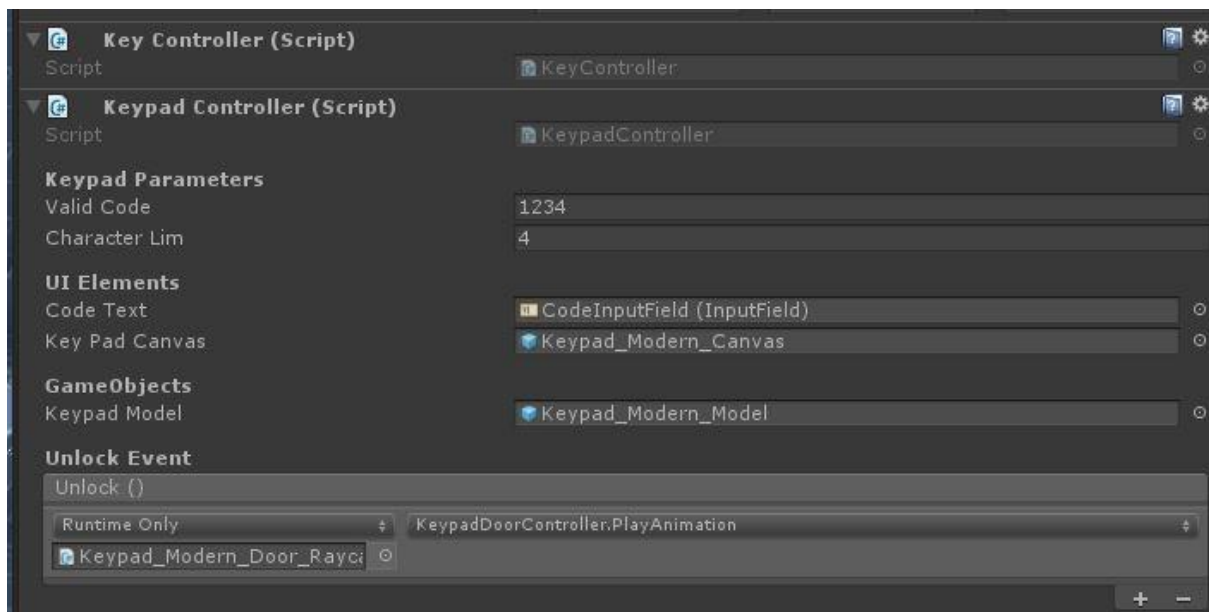 Key Controller (Script)
Script KeyController
Keypad Controller (Script)
Script KeypadController
Keypad Parameters
Valid Code 1234
Character Lim 4
UI Elements
Code Text CodeInputField (InputField)
Key Pad Canvas Keypad_Modern_Canvas
GameObjects
Keypad Model Keypad_Modern_Model
Unlock Event
Unlock ()
Runtime Only KeypadDoorController.PlayAnimation
Keypad_Modern_Door_Rayca